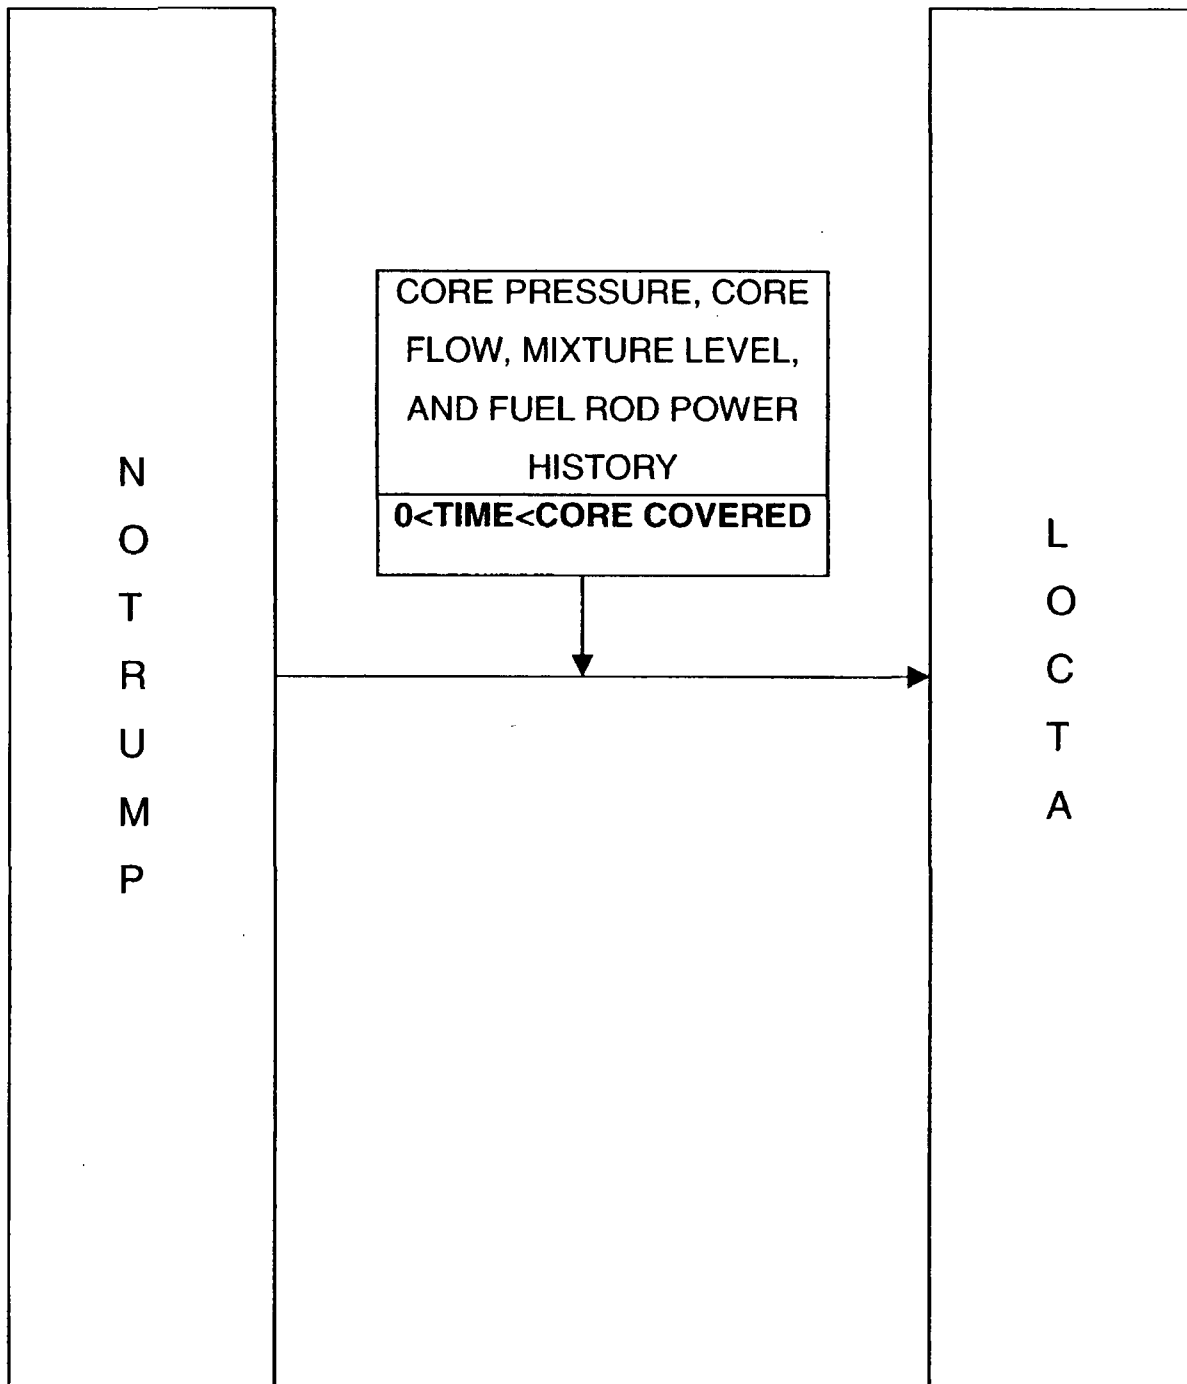 N
O
T
R
U
M
P
CORE PRESSURE, CORE
FLOW, MIXTURE LEVEL,
AND FUEL ROD POWER
HISTORY
0<TIME<CORE COVERED
L
O
C
T
A